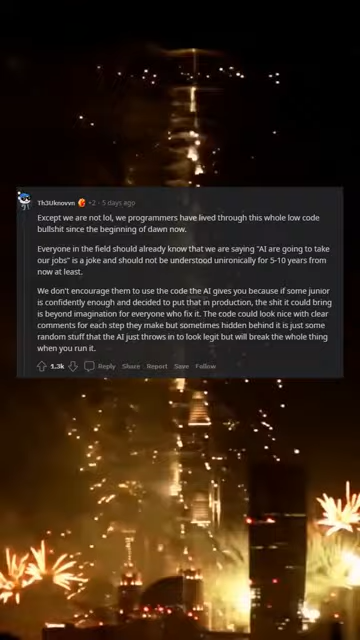 Th3Uknovvn +2 · 5 days ago
Except we are not lol, we programmers have lived through this whole low code
bullshit since the beginning of dawn now.
Everyone in the field should already know that we are saying "AI are going to take
our jobs" is a joke and should not be understood unironically for 5-10 years from
now at least.
We don't encourage them to use the code the AI gives you because if some junior
is confidently enough and decided to put that in production, the shit it could bring
is beyond imagination for everyone who fix it. The code could look nice with clear
comments for each step they make but sometimes hidden behind it is just some
random stuff that the AI just throws in to look legit but will break the whole thing
when you run it.
1.3k Reply Share Report Save Follow